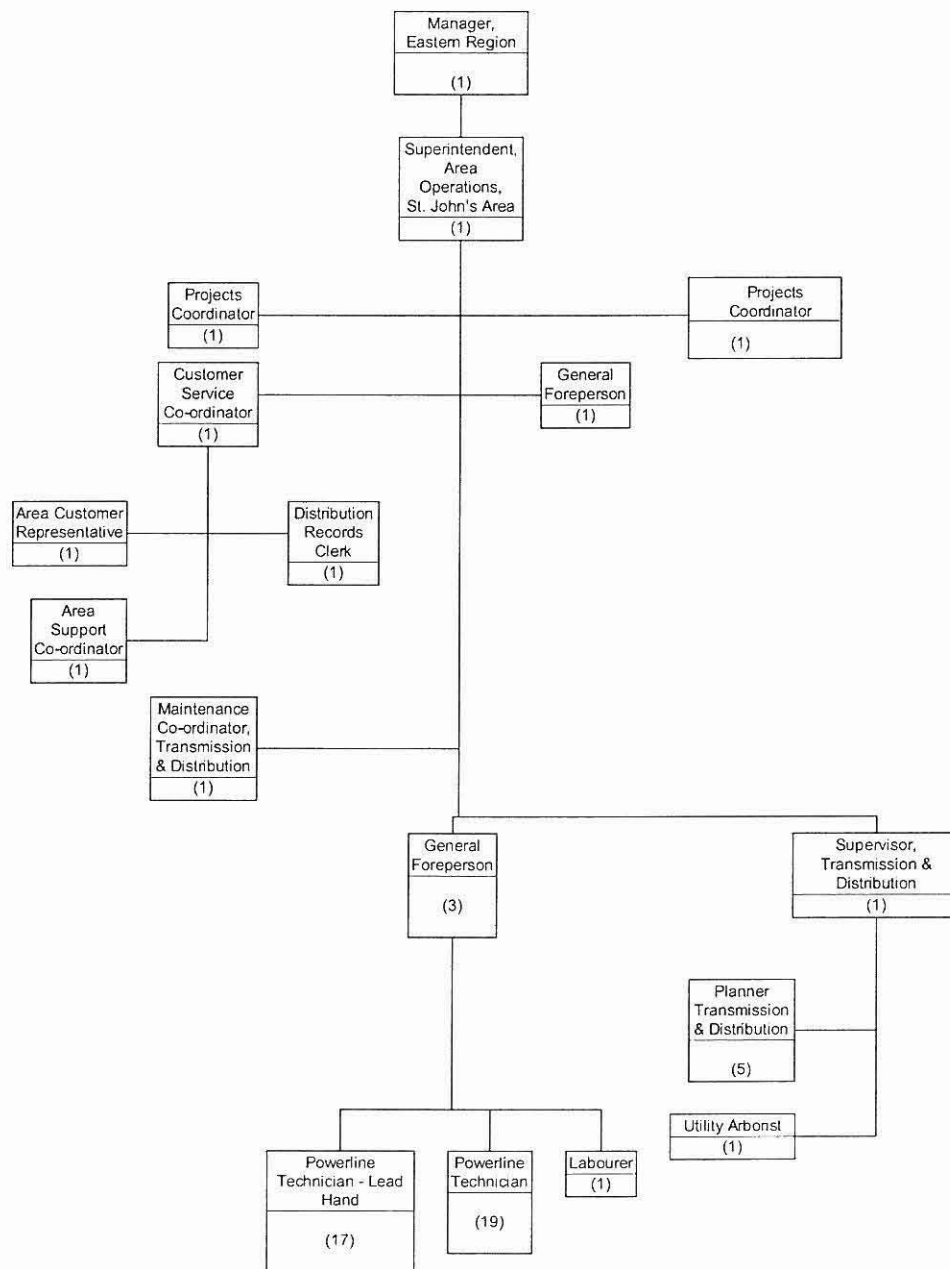 Manager,
Eastern Region
(1)
Superintendent,
Area
Operations,
St. John's Area
(1)
Projects
Coordinator
(1)
Projects
Coordinator
(1)
Customer
Service
Co-ordinator
(1)
General
Foreperson
(1)
Area Customer
Representative
(1)
Distribution
Records
Clerk
(1)
Area
Support
Co-ordinator
(1)
Maintenance
Co-ordinator,
Transmission
& Distribution
(1)
General
Foreperson
(3)
Supervisor,
Transmission &
Distribution
(1)
Planner
Transmission
& Distribution
(5)
Utility Arborist
(1)
Powerline
Technician - Lead
Hand
(17)
Powerline
Technician
(19)
Labourer
(1)